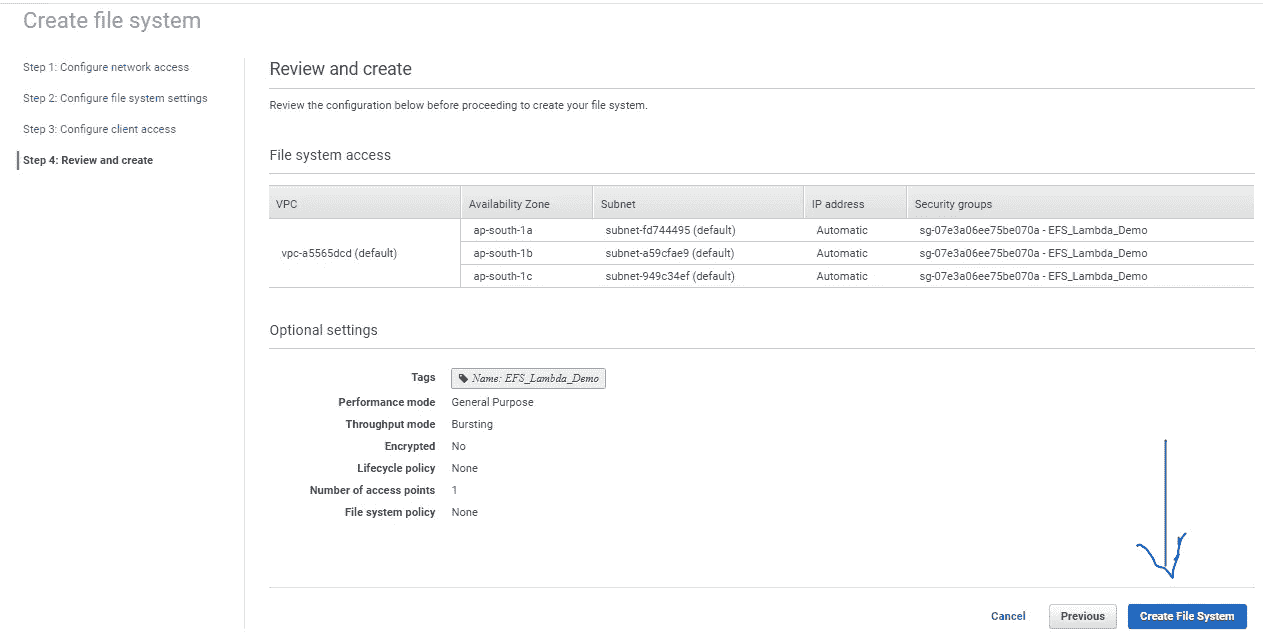 Create file system
Step 1: Configure network access
Step 2: Configure file system settings
Step 3: Configure client access
Step 4: Review and create
Review and create
Review the configuration below before proceeding to create your file system.
File system access
VPC Availability Zone Subnet IP address Security groups
vpc-a5565dcd (default)
ap-south-1a subnet-fd744495 (default) Automatic sg-07e3a06ee75be070a - EFS_Lambda_Demo
ap-south-1b subnet-a59cfae9 (default) Automatic sg-07e3a06ee75be070a - EFS_Lambda_Demo
ap-south-1c subnet-949c34ef (default) Automatic sg-07e3a06ee75be070a - EFS_Lambda_Demo
Optional settings
Tags Name: EFS_Lambda_Demo
Performance mode General Purpose
Throughput mode Bursting
Encrypted No
Lifecycle policy None
Number of access points 1
File system policy None
Cancel Previous Create File System